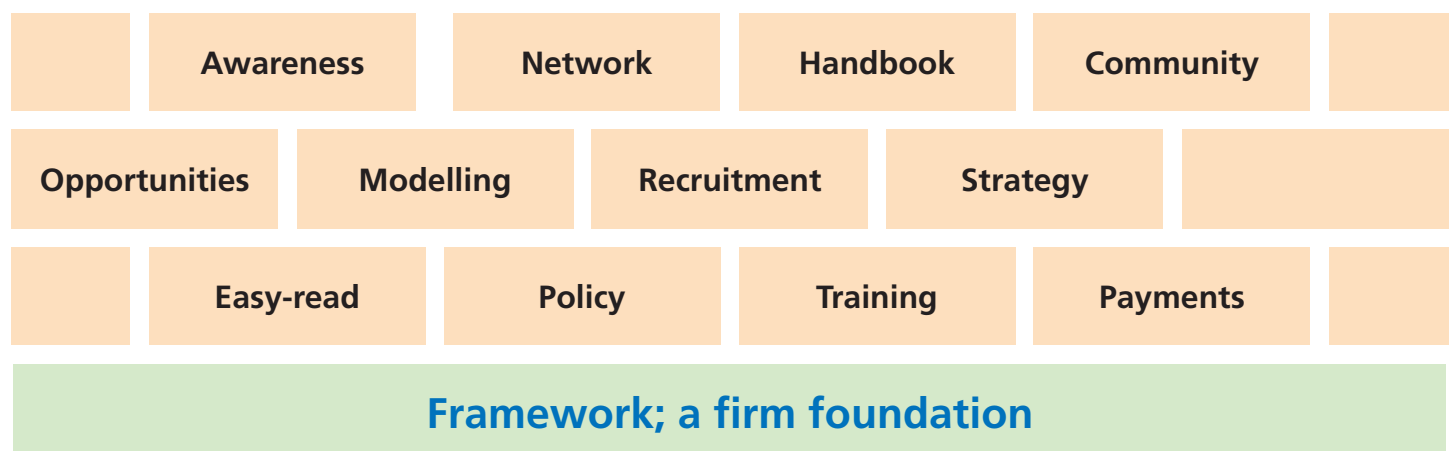 Awareness Network Handbook Community
Opportunities Modelling Recruitment Strategy
Easy-read Policy Training Payments
Framework; a firm foundation